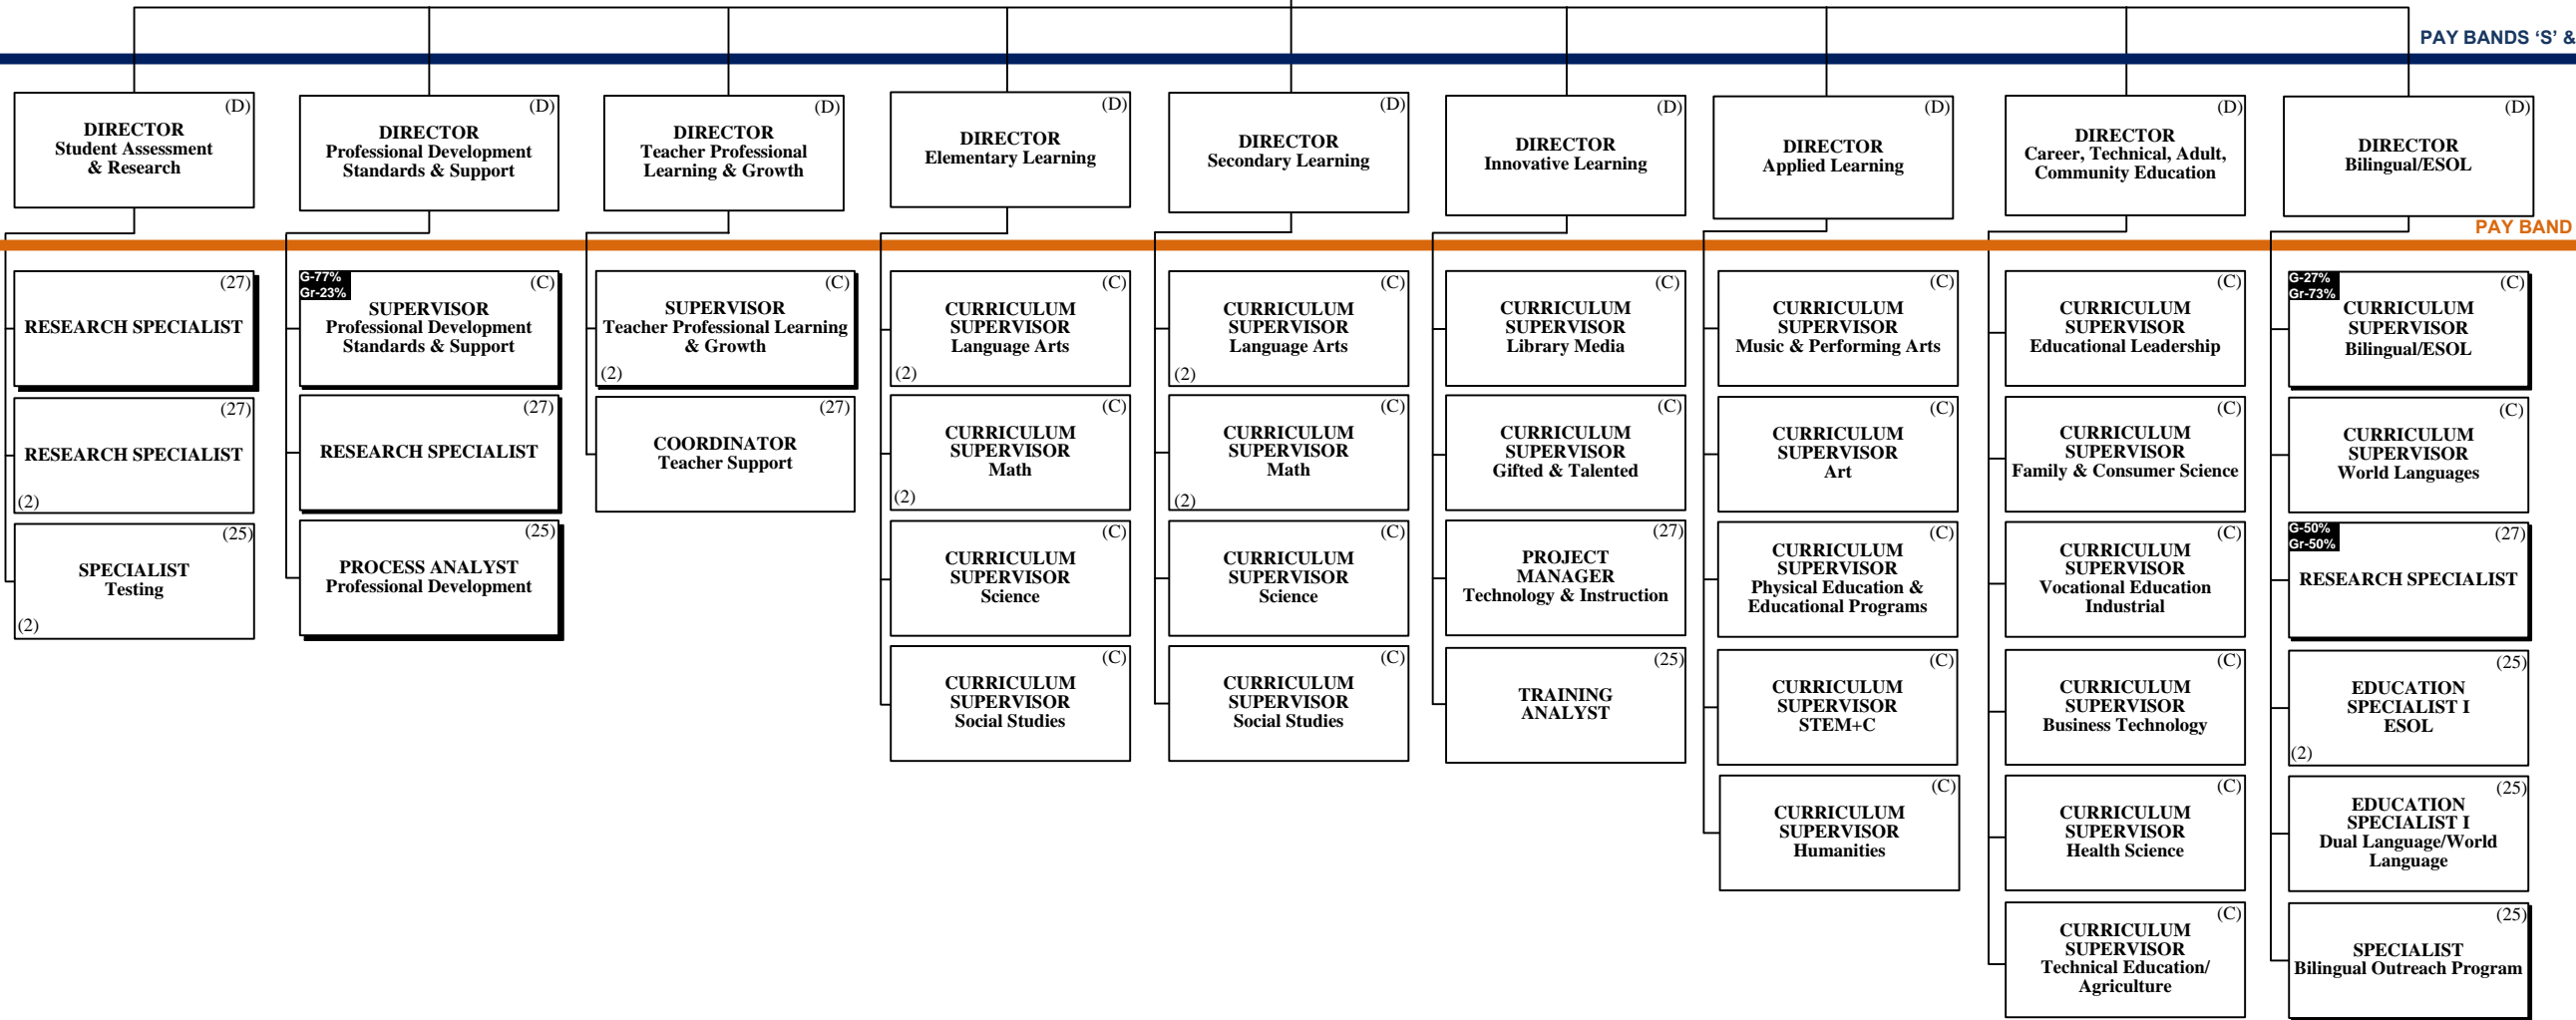 PAY BANDS ‘S’ &
(D)
DIRECTOR
Student Assessment
& Research
(D)
DIRECTOR
Professional Development
Standards & Support
(D)
DIRECTOR
Teacher Professional
Learning & Growth
(D)
DIRECTOR
Elementary Learning
(D)
DIRECTOR
Secondary Learning
(D)
DIRECTOR
Innovative Learning
(D)
DIRECTOR
Applied Learning
(D)
DIRECTOR
Career, Technical, Adult,
Community Education
(D)
DIRECTOR
Bilingual/ESOL
PAY BAND
(27)
RESEARCH SPECIALIST
(27)
RESEARCH SPECIALIST
(2)
(25)
SPECIALIST
Testing
(2)
G-77%
Gr-23%
(C)
SUPERVISOR
Professional Development
Standards & Support
(27)
RESEARCH SPECIALIST
(25)
PROCESS ANALYST
Professional Development
(C)
SUPERVISOR
Teacher Professional Learning
& Growth
(2)
(27)
COORDINATOR
Teacher Support
(C)
CURRICULUM
SUPERVISOR
Language Arts
(2)
(C)
CURRICULUM
SUPERVISOR
Math
(2)
(C)
CURRICULUM
SUPERVISOR
Science
(C)
CURRICULUM
SUPERVISOR
Social Studies
(C)
CURRICULUM
SUPERVISOR
Language Arts
(2)
(C)
CURRICULUM
SUPERVISOR
Math
(2)
(C)
CURRICULUM
SUPERVISOR
Science
(C)
CURRICULUM
SUPERVISOR
Social Studies
(C)
CURRICULUM
SUPERVISOR
Library Media
(C)
CURRICULUM
SUPERVISOR
Gifted & Talented
(27)
PROJECT
MANAGER
Technology & Instruction
(25)
TRAINING
ANALYST
(C)
CURRICULUM
SUPERVISOR
Music & Performing Arts
(C)
CURRICULUM
SUPERVISOR
Art
(C)
CURRICULUM
SUPERVISOR
Physical Education &
Educational Programs
(C)
CURRICULUM
SUPERVISOR
STEM+C
(C)
CURRICULUM
SUPERVISOR
Humanities
(C)
CURRICULUM
SUPERVISOR
Educational Leadership
(C)
CURRICULUM
SUPERVISOR
Family & Consumer Science
(C)
CURRICULUM
SUPERVISOR
Vocational Education
Industrial
(C)
CURRICULUM
SUPERVISOR
Business Technology
(C)
CURRICULUM
SUPERVISOR
Health Science
(C)
CURRICULUM
SUPERVISOR
Technical Education/
Agriculture
G-27%
Gr-73%
(C)
CURRICULUM
SUPERVISOR
Bilingual/ESOL
(C)
CURRICULUM
SUPERVISOR
World Languages
G-50%
Gr-50%
(27)
RESEARCH SPECIALIST
(25)
EDUCATION
SPECIALIST I
ESOL
(2)
(25)
EDUCATION
SPECIALIST I
Dual Language/World
Language
(25)
SPECIALIST
Bilingual Outreach Program